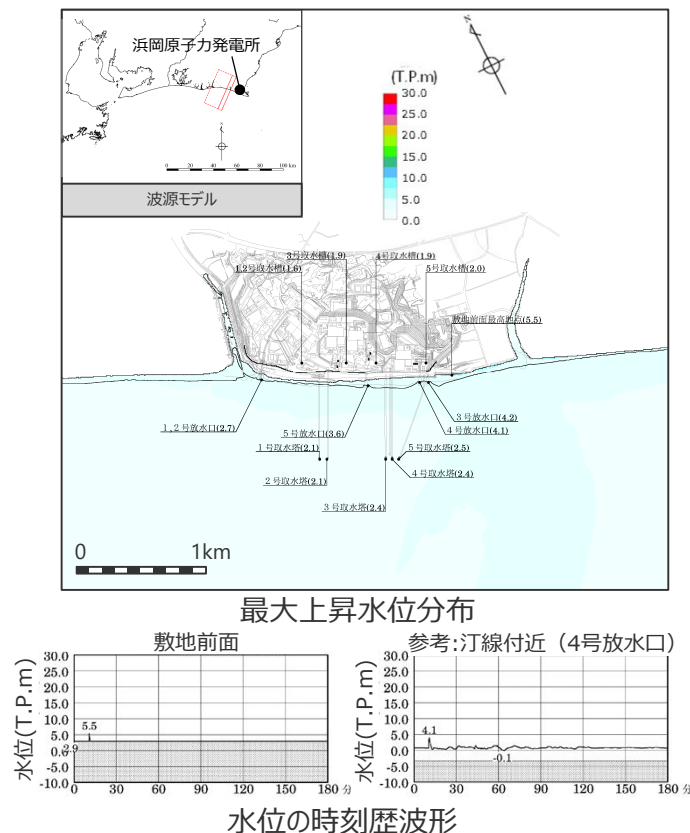 浜岡原子力発電所
N
0 20 40 60 80 100 km
波源モデル
N
(T.P.m)
30.0
25.0
20.0
15.0
10.0
5.0
0.0
3号取水槽(1.9)
4号取水槽(1.9)
1,2号取水槽(1.6)
5号取水槽(2.0)
敷地前面最高地点(5.5)
1,2号放水口(2.7)
5号放水口(3.6)
3号放水口(4.2)
4号放水口(4.1)
1号取水塔(2.1)
5号取水塔(2.5)
2号取水塔(2.1)
4号取水塔(2.4)
3号取水塔(2.4)
0 1km
最大上昇水位分布
敷地前面
水位(T.P.m)
30.0
25.0
20.0
15.0
10.0
5.0
0.0
-5.0
-10.0
5.5
3.9
0 30 60 90 120 150 180 分
参考:汀線付近（4号放水口）
水位(T.P.m)
30.0
25.0
20.0
15.0
10.0
5.0
0.0
-5.0
-10.0
4.1
-0.1
0 30 60 90 120 150 180 分
水位の時刻歴波形